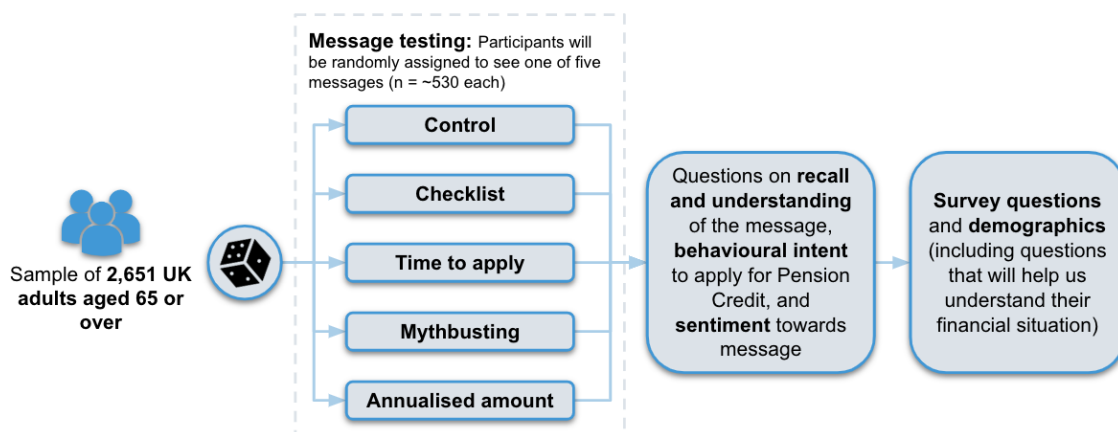 Message testing: Participants will
be randomly assigned to see one of five
messages (n = ~530 each)
Control
Checklist
Time to apply
Mythbusting
Annualised amount
Sample of 2,651 UK
adults aged 65 or
over
Questions on recall
and understanding
of the message,
behavioural intent
to apply for Pension
Credit, and
sentiment towards
message
Survey questions
and demographics
(including questions
that will help us
understand their
financial situation)